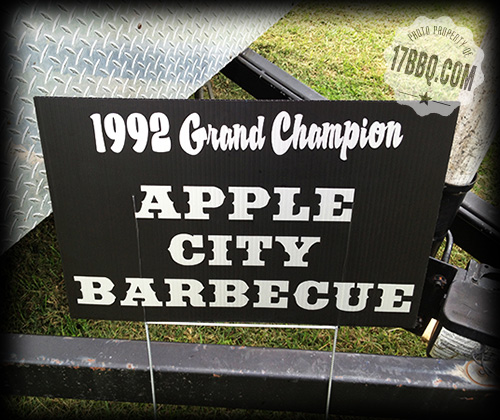 PHOTO PROPERTY OF
17BBQ.COM
1992 Grand Champion
APPLE
CITY
BARBECUE